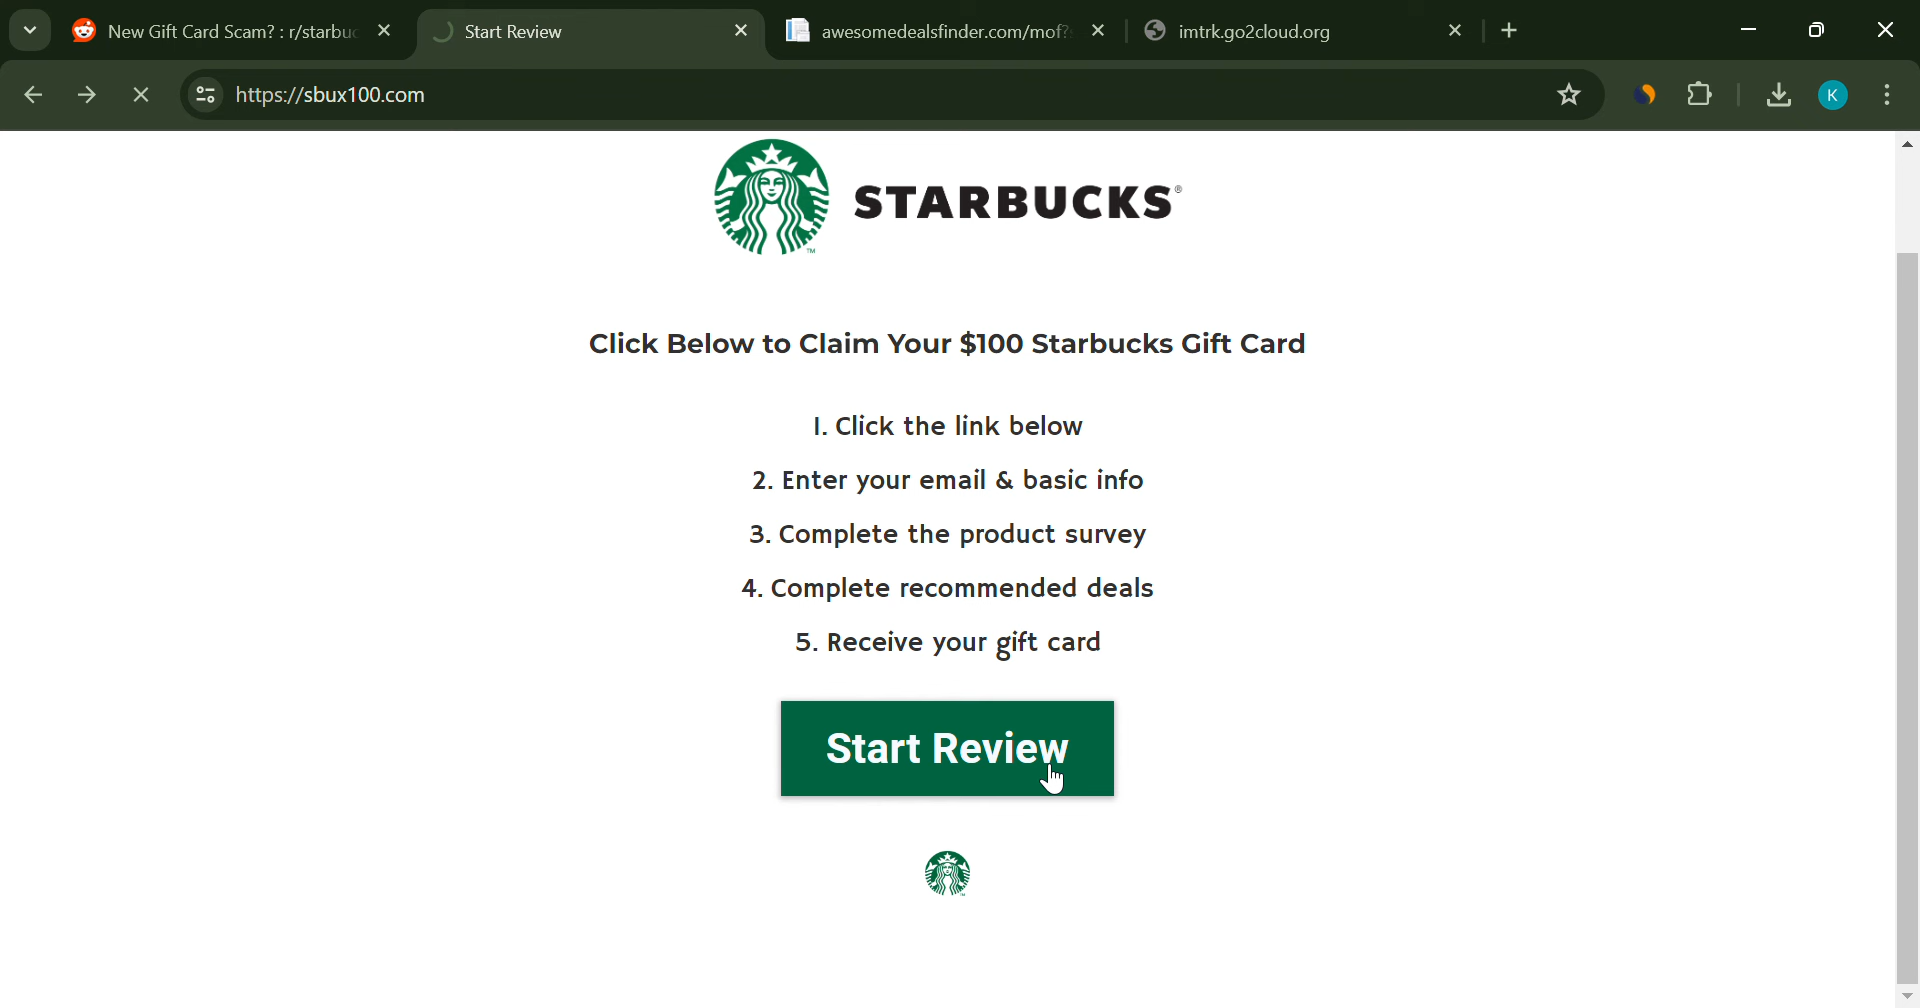 New Gift Card Scam? : r/starbuc
Start Review
awesomedealsfinder.com/mof?
imtrk.go2cloud.org
https://sbux100.com
K
STARBUCKS®
TM
Click Below to Claim Your $100 Starbucks Gift Card
1. Click the link below
2. Enter your email & basic info
3. Complete the product survey
4. Complete recommended deals
5. Receive your gift card
Start Review